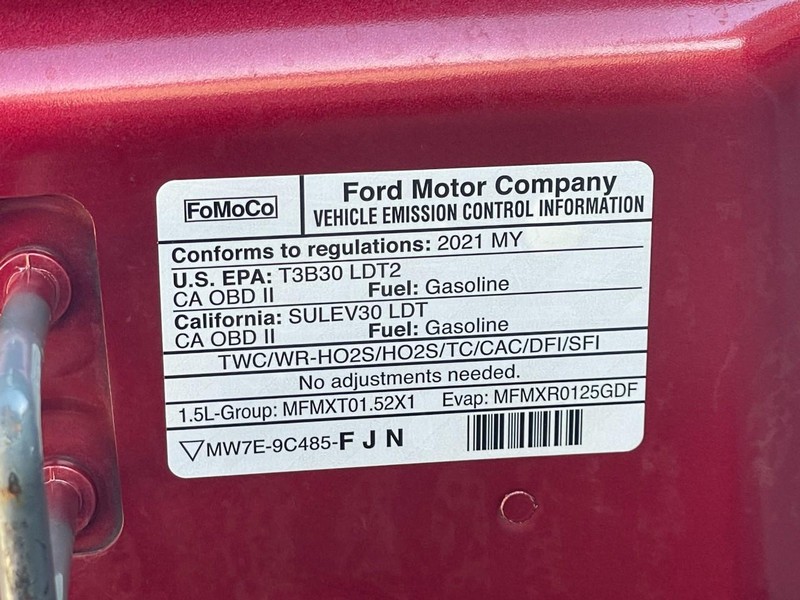 FoMoCo
Ford Motor Company
VEHICLE EMISSION CONTROL INFORMATION
Conforms to regulations: 2021 MY
U.S. EPA: T3B30 LDT2
CA OBD II Fuel: Gasoline
California: SULEV30 LDT
CA OBD II Fuel: Gasoline
TWC/WR-HO2S/HO2S/TC/CAC/DFI/SFI
No adjustments needed.
1.5L-Group: MFMXT01.52X1 Evap: MFMXR0125GDF
MW7E-9C485-F J N